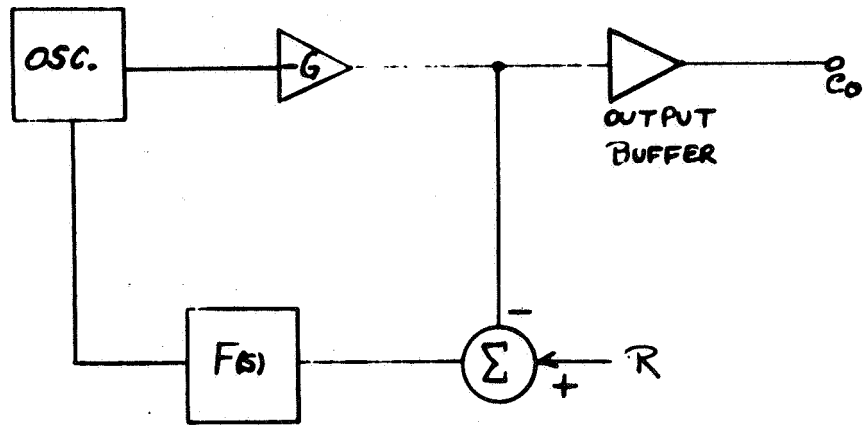 OSC.
G
C₀
OUTPUT
BUFFER
-
F(s)
Σ
+
R